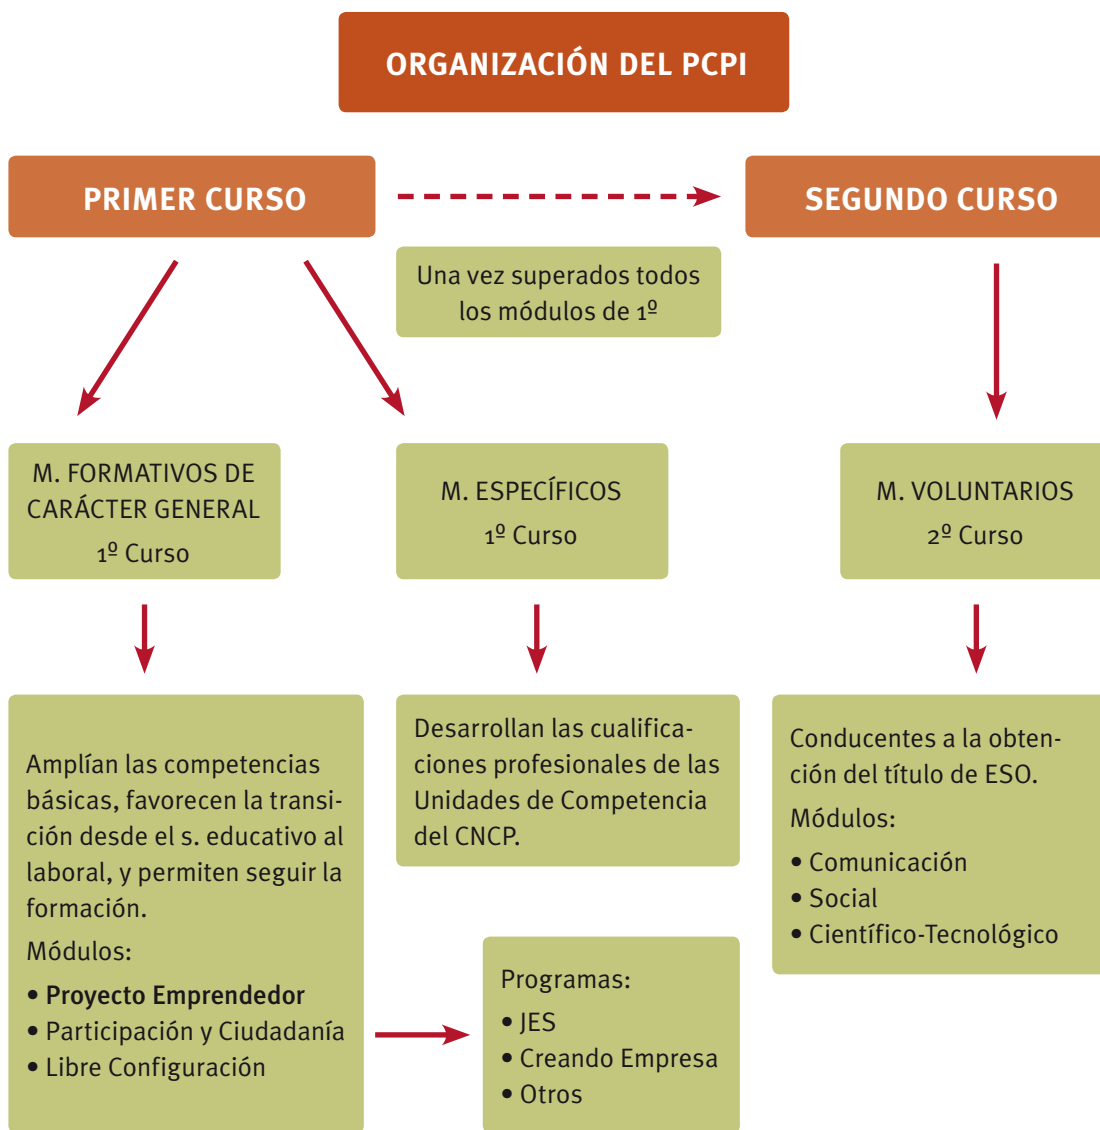 ORGANIZACIÓN DEL PCPI
PRIMER CURSO
SEGUNDO CURSO
Una vez superados todos
los módulos de 1º
M. FORMATIVOS DE
CARÁCTER GENERAL
1º Curso
M. ESPECÍFICOS
1º Curso
M. VOLUNTARIOS
2º Curso
Amplían las competencias
básicas, favorecen la transi-
ción desde el s. educativo al
laboral, y permiten seguir la
formación.
Módulos:
• Proyecto Emprendedor
• Participación y Ciudadanía
• Libre Configuración
Desarrollan las cualifica-
ciones profesionales de las
Unidades de Competencia
del CNCP.
Programas:
• JES
• Creando Empresa
• Otros
Conducentes a la obten-
ción del título de ESO.
Módulos:
• Comunicación
• Social
• Científico-Tecnológico